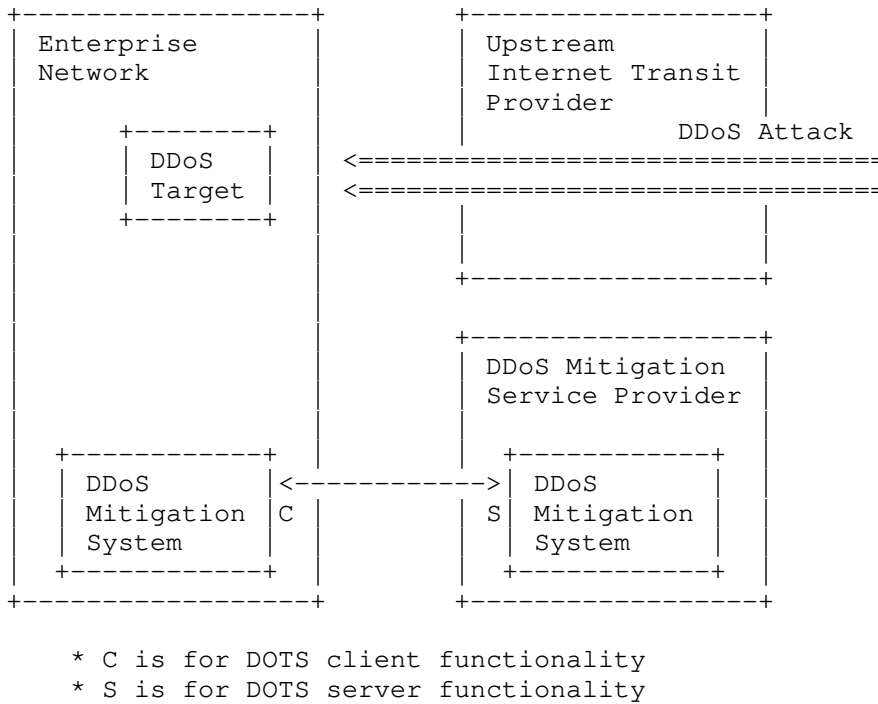 Enterprise
Network
Upstream
Internet Transit
Provider
DDoS Attack
DDoS
Target
DDoS Mitigation
Service Provider
DDoS
Mitigation
System
C
S
DDoS
Mitigation
System
* C is for DOTS client functionality
* S is for DOTS server functionality